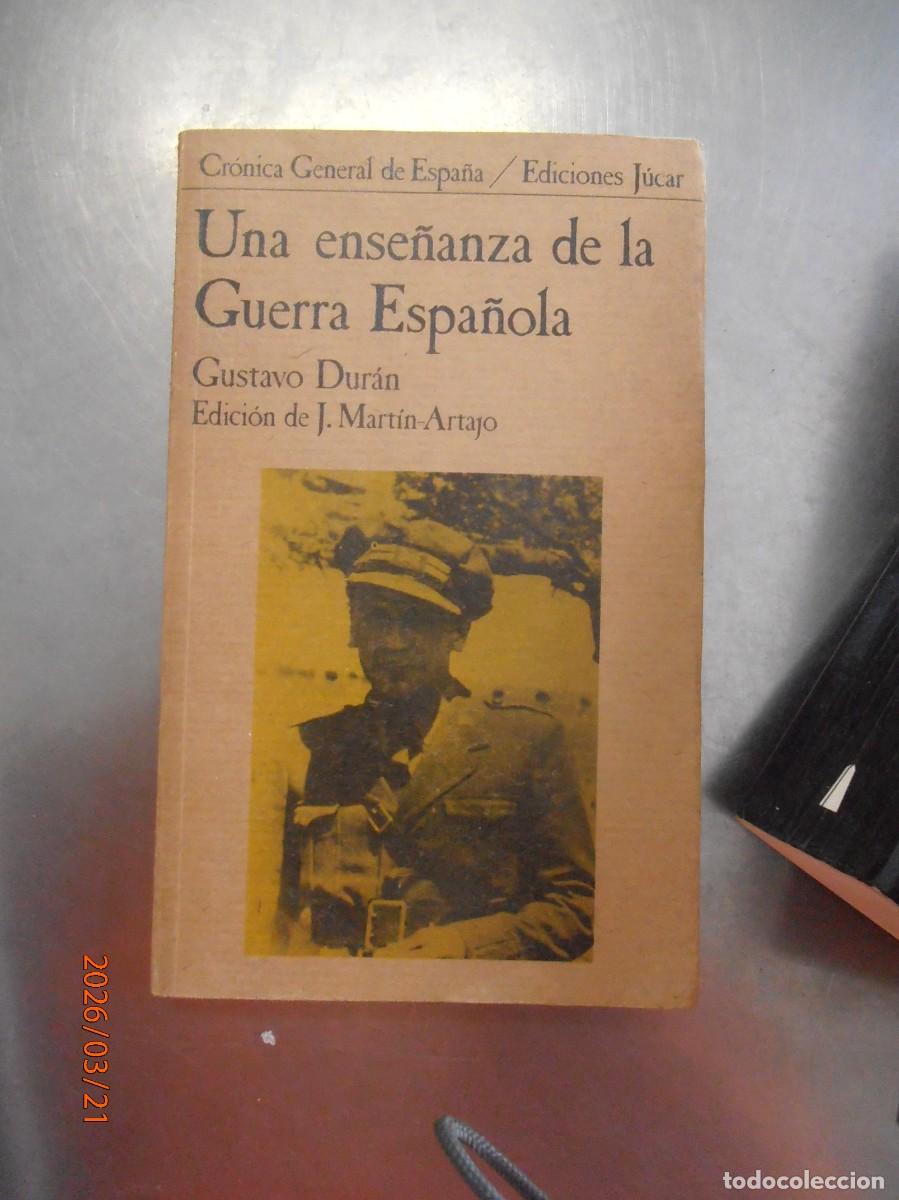 Crónica General de España / Ediciones Júcar
Una enseñanza de la
Guerra Española
Gustavo Durán
Edición de J. Martín-Artajo
2026/03/21
todocoleccion